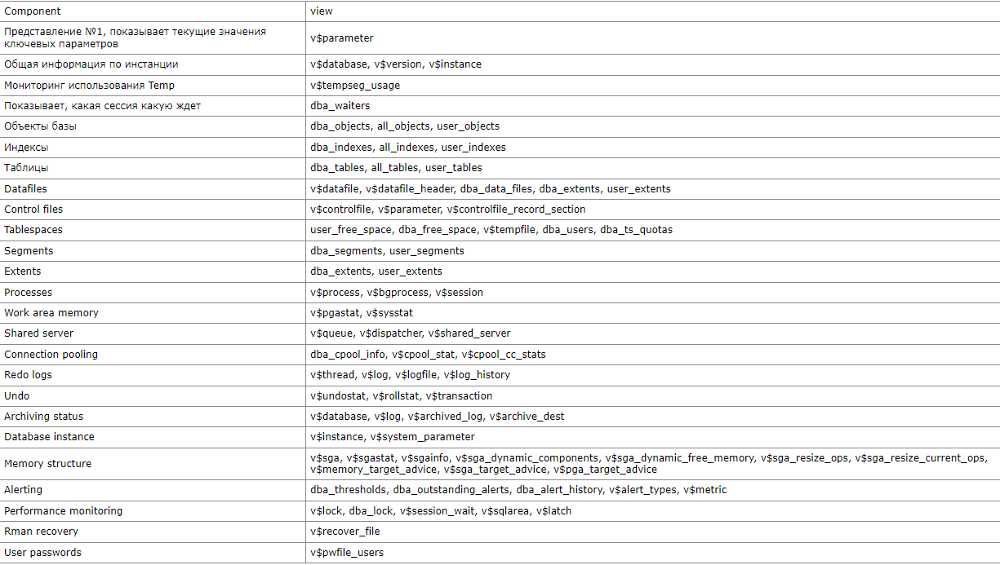 Component view
Представление №1, показывает текущие значения
ключевых параметров
v$parameter
Общая информация по инстанции v$database, v$version, v$instance
Мониторинг использования Temp v$tempseg_usage
Показывает, какая сессия какую ждет dba_waiters
Объекты базы dba_objects, all_objects, user_objects
Индексы dba_indexes, all_indexes, user_indexes
Таблицы dba_tables, all_tables, user_tables
Datafiles v$datafile, v$datafile_header, dba_data_files, dba_extents, user_extents
Control files v$controlfile, v$parameter, v$controlfile_record_section
Tablespaces user_free_space, dba_free_space, v$tempfile, dba_users, dba_ts_quotas
Segments dba_segments, user_segments
Extents dba_extents, user_extents
Processes v$process, v$bgprocess, v$session
Work area memory v$pgastat, v$sysstat
Shared server v$queue, v$dispatcher, v$shared_server
Connection pooling dba_cpool_info, v$cpool_stat, v$cpool_cc_stats
Redo logs v$thread, v$log, v$logfile, v$log_history
Undo v$undostat, v$rollstat, v$transaction
Archiving status v$database, v$log, v$archived_log, v$archive_dest
Database instance v$instance, v$system_parameter
Memory structure
v$sga, v$sgastat, v$sgainfo, v$sga_dynamic_components, v$sga_dynamic_free_memory, v$sga_resize_ops, v$sga_resize_current_ops,
v$memory_target_advice, v$sga_target_advice, v$pga_target_advice
Alerting dba_thresholds, dba_outstanding_alerts, dba_alert_history, v$alert_types, v$metric
Performance monitoring v$lock, dba_lock, v$session_wait, v$sqlarea, v$latch
Rman recovery v$recover_file
User passwords v$pwfile_users